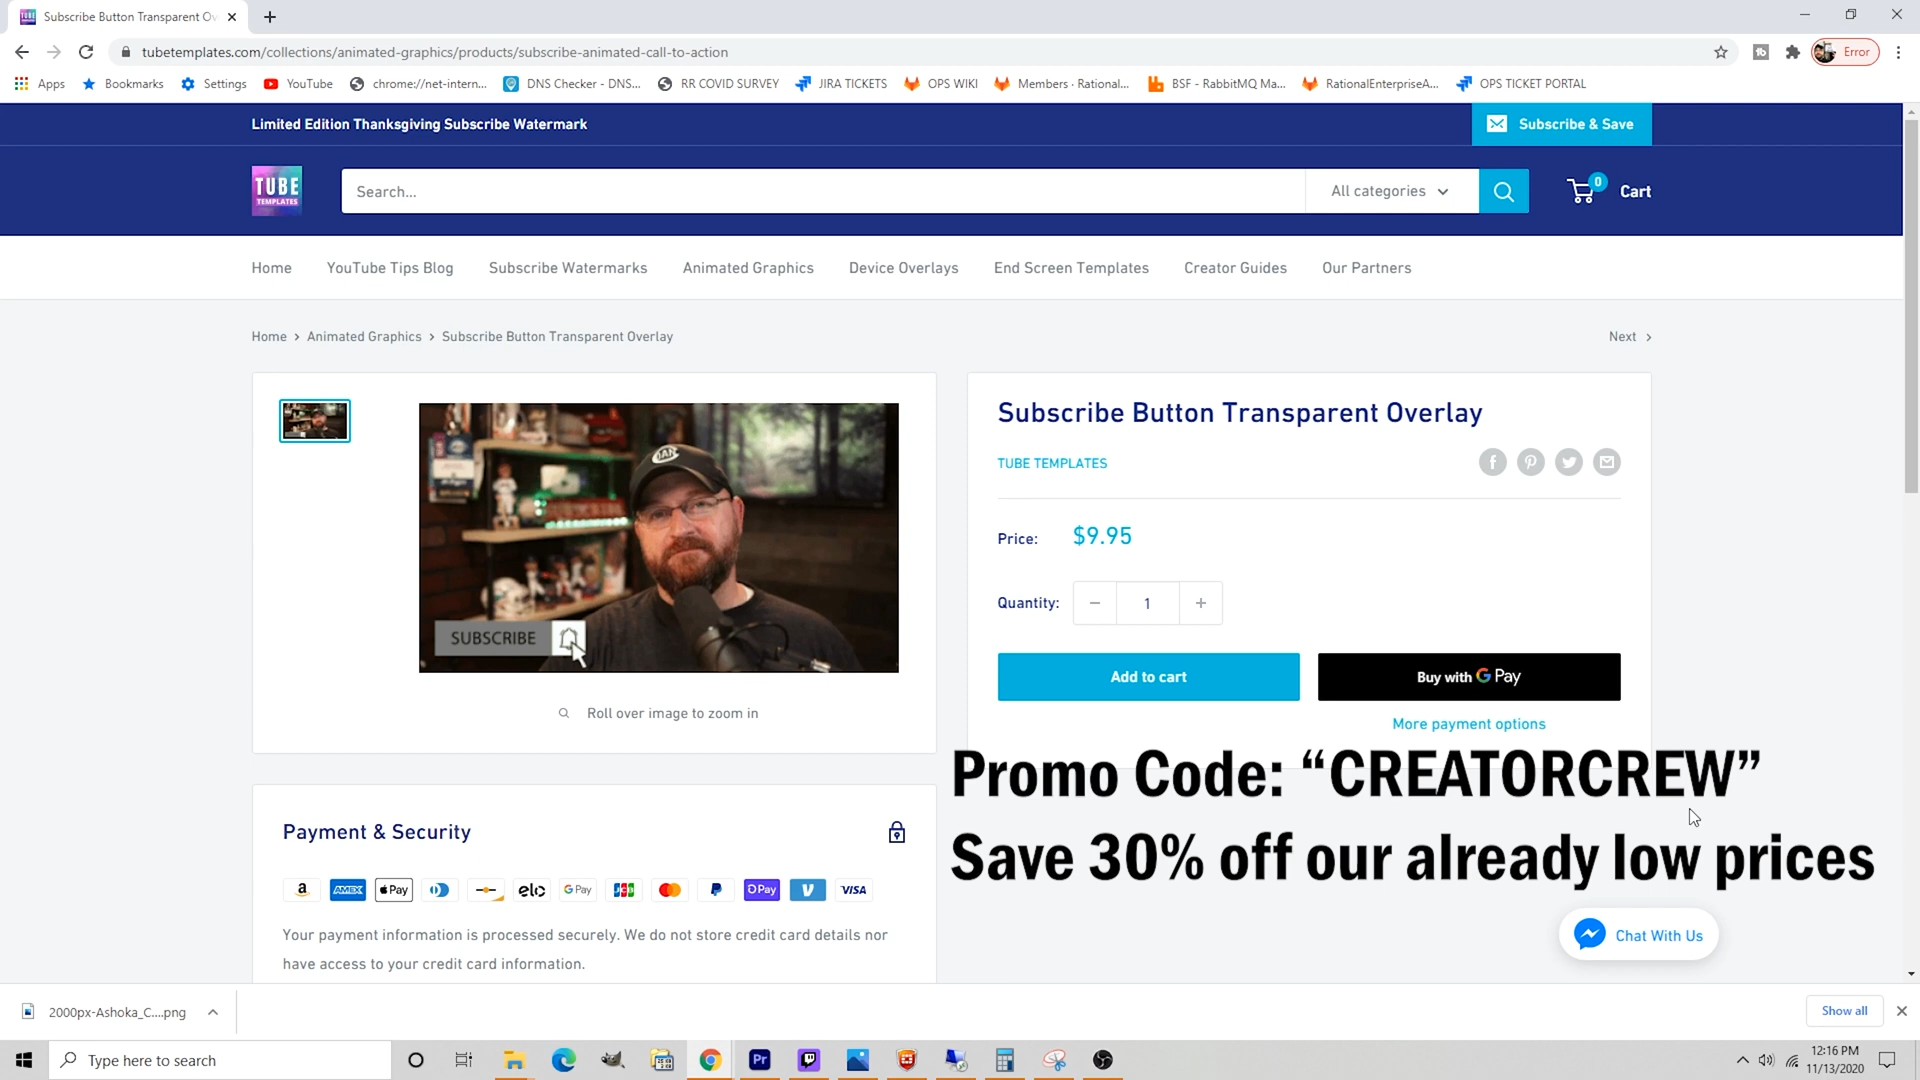 Subscribe Button Transparent Ov
tubetemplates.com/collections/animated-graphics/products/subscribe-animated-call-to-action
Error
Apps
Bookmarks
Settings
YouTube
chrome://net-intern...
DNS Checker - DNS...
RR COVID SURVEY
JIRA TICKETS
OPS WIKI
Members · Rational...
BSF - RabbitMQ Ma...
RationalEnterpriseA...
OPS TICKET PORTAL
Limited Edition Thanksgiving Subscribe Watermark
Subscribe & Save
TUBE
TEMPLATES
Search...
All categories
0
Cart
Home
YouTube Tips Blog
Subscribe Watermarks
Animated Graphics
Device Overlays
End Screen Templates
Creator Guides
Our Partners
Home > Animated Graphics > Subscribe Button Transparent Overlay
Next >
SUBSCRIBE
Roll over image to zoom in
Subscribe Button Transparent Overlay
TUBE TEMPLATES
Price: $9.95
Quantity: − 1 +
Add to cart
Buy with G Pay
More payment options
Promo Code: “CREATORCREW”
Save 30% off our already low prices
Payment & Security
AMEX
Pay
elo
G Pay
JCB
Pay
VISA
Your payment information is processed securely. We do not store credit card details nor
have access to your credit card information.
Chat With Us
2000px-Ashoka_C....png
Show all
Type here to search
Pr
12:16 PM
11/13/2020